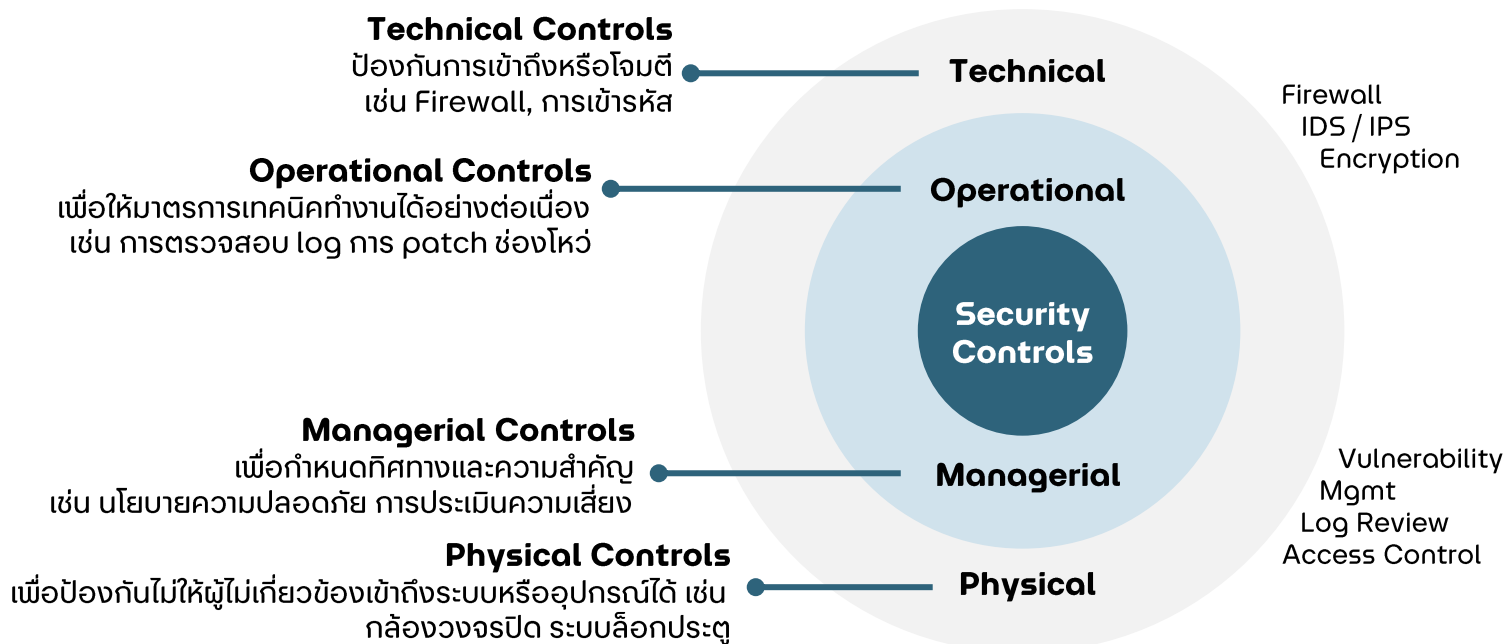 Technical Controls
ป้องกันการเข้าถึงหรือโจมตี
เช่น Firewall, การเข้ารหัส
Operational Controls
เพื่อให้มาตรการเทคนิคทำงานได้อย่างต่อเนื่อง
เช่น การตรวจสอบ log การ patch ช่องโหว่
Managerial Controls
เพื่อกำหนดทิศทางและความสำคัญ
เช่น นโยบายความปลอดภัย การประเมินความเสี่ยง
Physical Controls
เพื่อป้องกันไม่ให้ผู้ไม่เกี่ยวข้องเข้าถึงระบบหรืออุปกรณ์ได้ เช่น
กล้องวงจรปิด ระบบล็อกประตู
Technical
Operational
Security
Controls
Managerial
Physical
Firewall
IDS / IPS
Encryption
Vulnerability
Mgmt
Log Review
Access Control